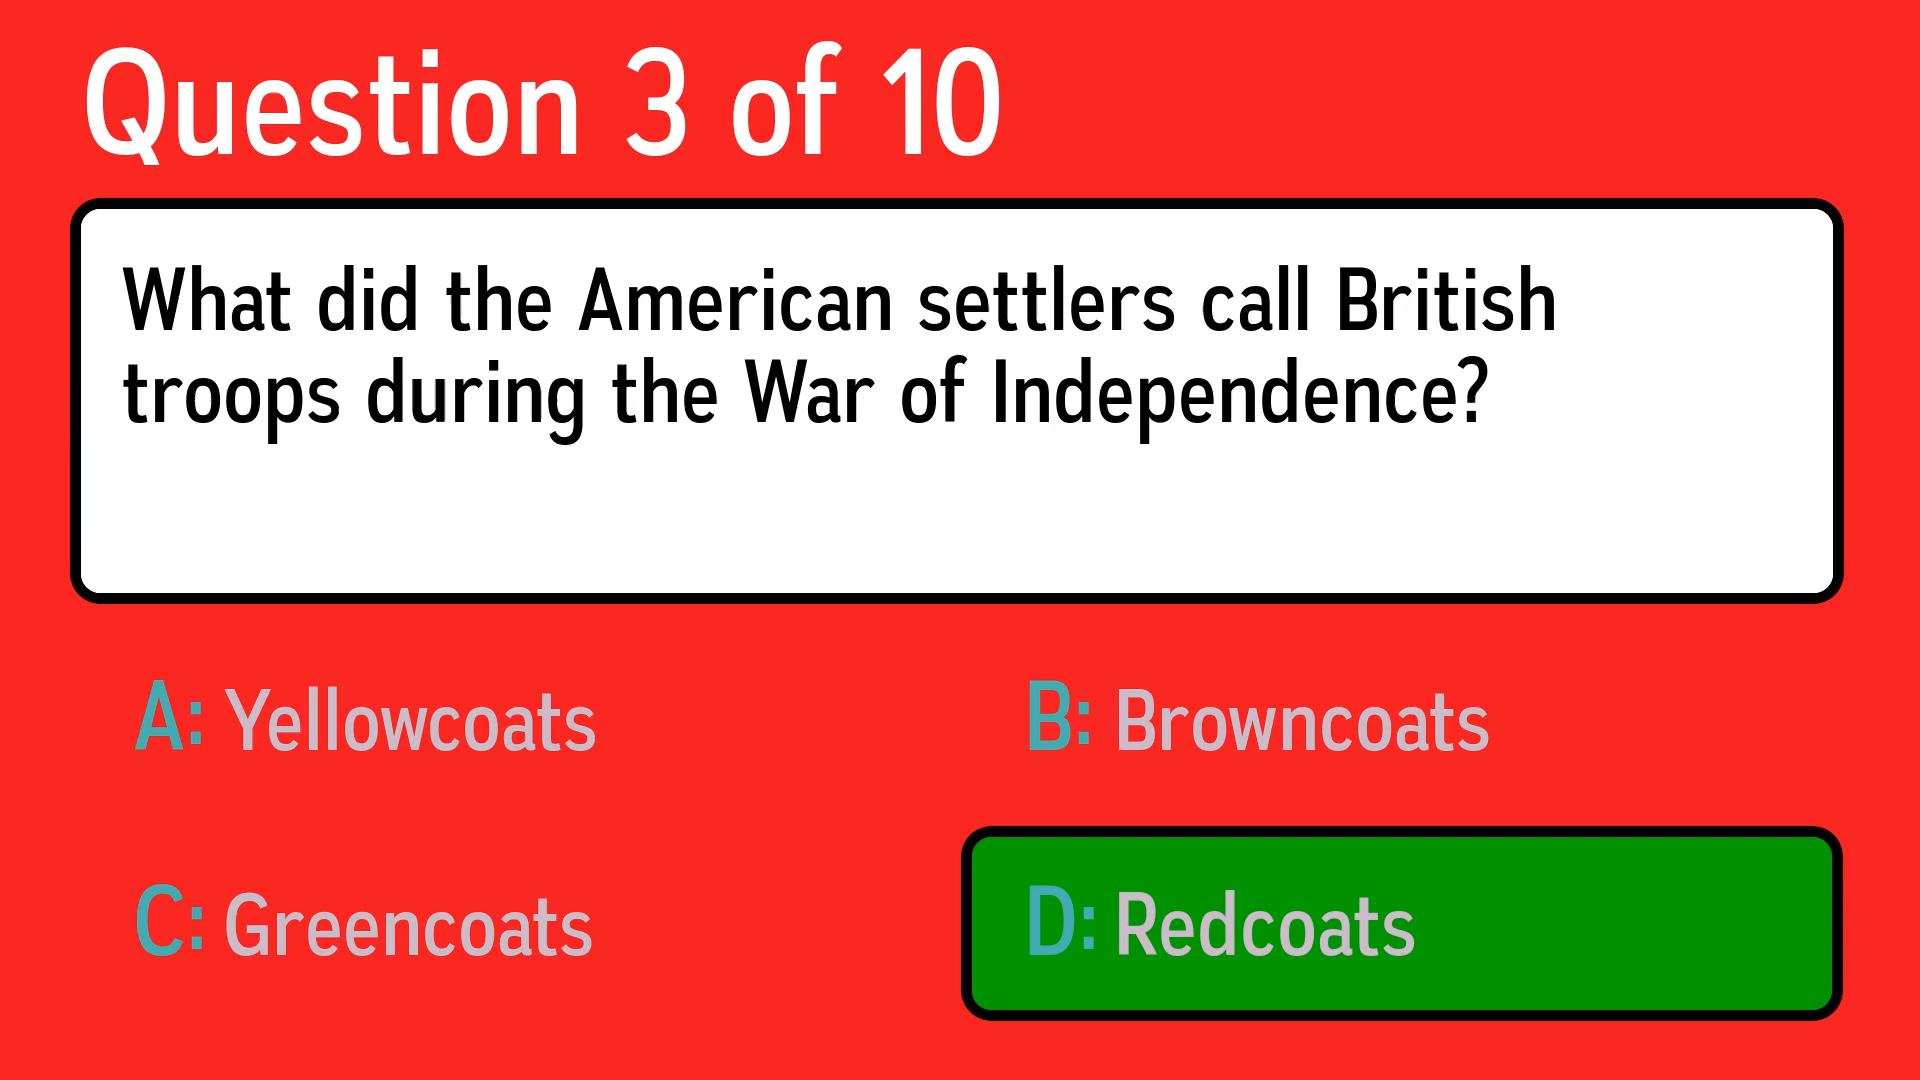 Question 3 of 10
What did the American settlers call British
troops during the War of Independence?
A: Yellowcoats
B: Browncoats
C: Greencoats
D: Redcoats